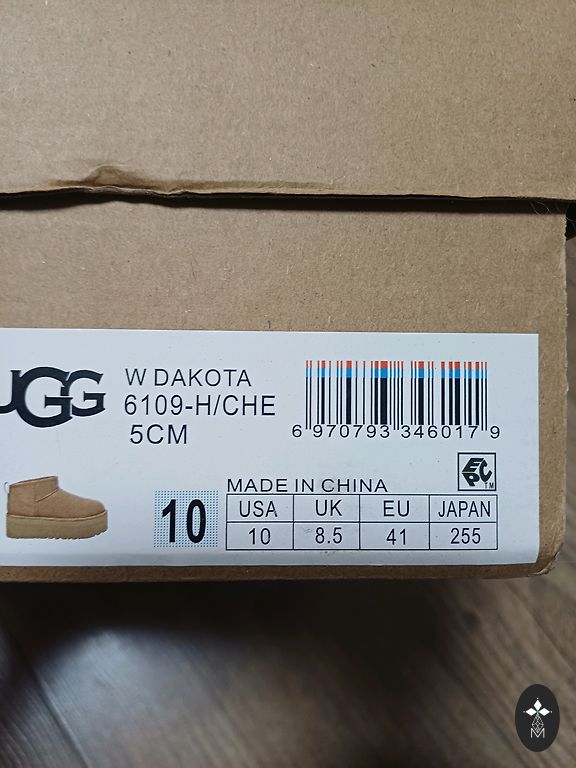 UGG
W DAKOTA
6109-H/CHE
5CM
6 970793 346017 9
EPC
TM
MADE IN CHINA
10
USA UK EU JAPAN
10 8.5 41 255
M